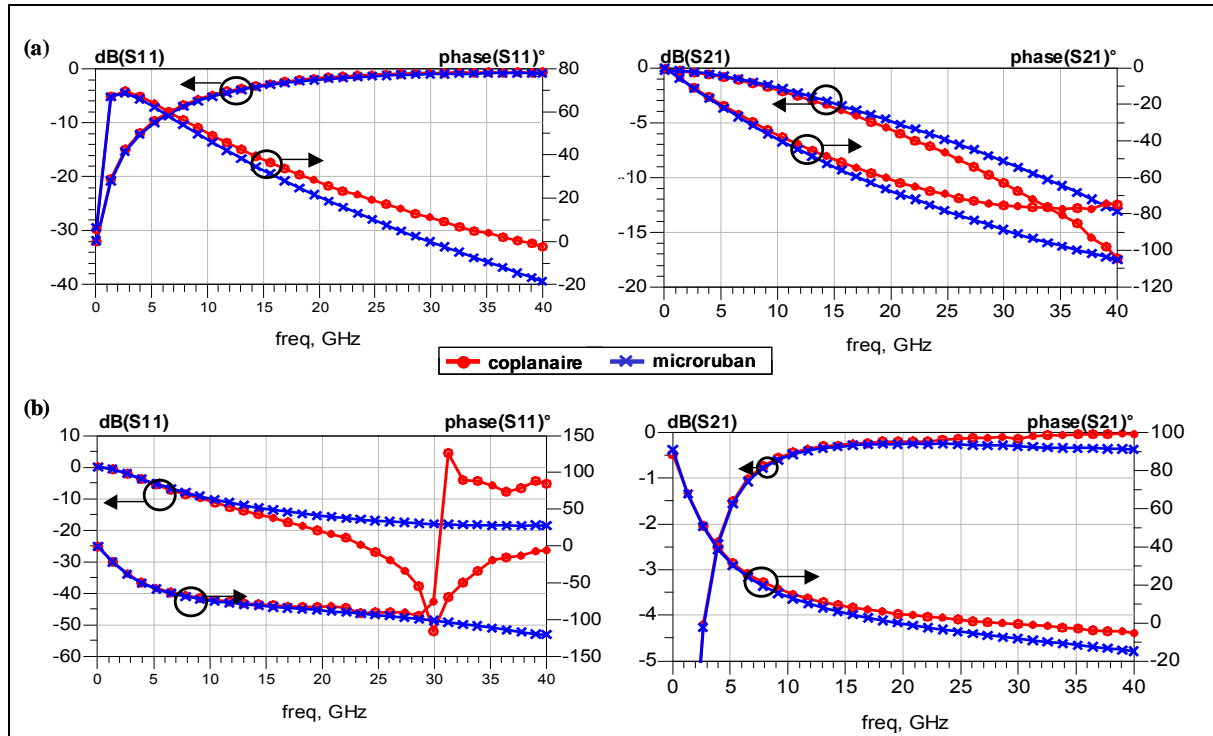 (a)
dB(S11) phase(S11)°
0 80
-10 60
-20 40
-30 20
-40 0
-20
0 5 10 15 20 25 30 35 40
freq, GHz
dB(S21) phase(S21)°
0 0
-5 -20
-10 -40
-15 -60
-20 -80
-100
-120
0 5 10 15 20 25 30 35 40
freq, GHz
coplanaire microruban
(b)
dB(S11) phase(S11)°
10 150
0 100
-10 50
-20 0
-30 -50
-40 -100
-50 -150
-60
0 5 10 15 20 25 30 35 40
freq, GHz
dB(S21) phase(S21)°
0 100
-1 80
-2 60
-3 40
-4 20
-5 0
-20
0 5 10 15 20 25 30 35 40
freq, GHz